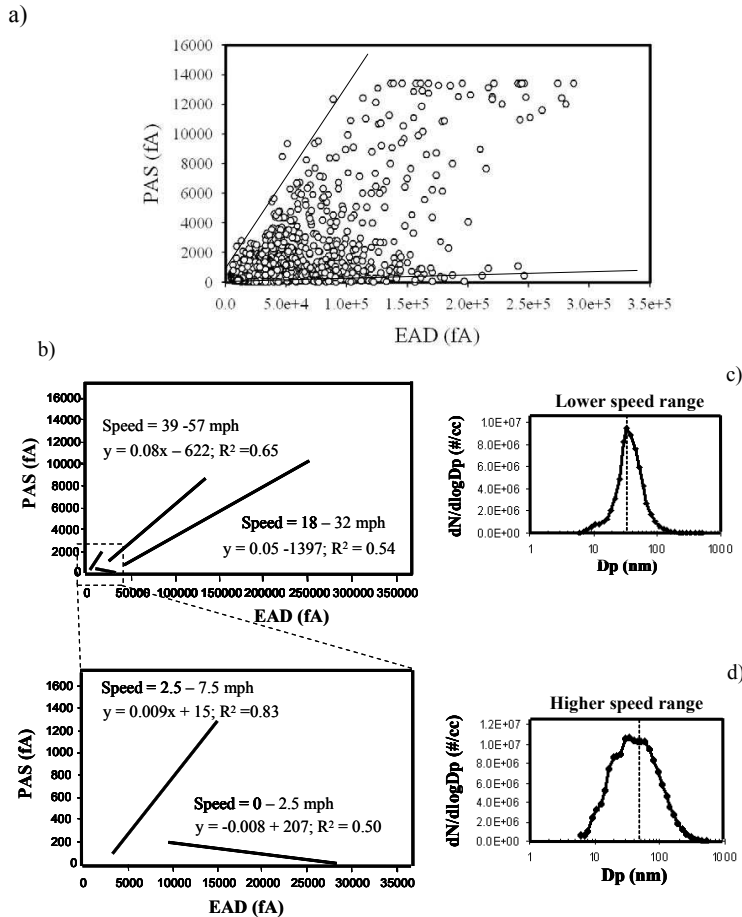 a)
16000
14000
12000
10000
8000
6000
4000
2000
0
PAS (fA)
0.0 5.0e+4 1.0e+5 1.5e+5 2.0e+5 2.5e+5 3.0e+5 3.5e+5
EAD (fA)
b)
16000
14000
12000
10000
8000
6000
4000
2000
0
PAS (fA)
Speed = 39 -57 mph
y = 0.08x – 622; R² =0.65
Speed = 18 – 32 mph
y = 0.05 -1397; R² = 0.54
0 50000 100000 150000 200000 250000 300000 350000
EAD (fA)
1600
1400
1200
1000
800
600
400
200
0
PAS (fA)
Speed = 2.5 – 7.5 mph
y = 0.009x + 15; R² =0.83
Speed = 0 – 2.5 mph
y = -0.008 + 207; R² = 0.50
0 5000 10000 15000 20000 25000 30000 35000
EAD (fA)
c)
Lower speed range
1.0E+07
8.0E+06
6.0E+06
4.0E+06
2.0E+06
0.0E+00
dN/dlogDp (#/cc)
1 10 100 1000
Dp (nm)
d)
Higher speed range
1.2E+07
1.0E+07
8.0E+06
6.0E+06
4.0E+06
2.0E+06
0.0E+00
dN/dlogDp (#/cc)
1 10 100 1000
Dp (nm)